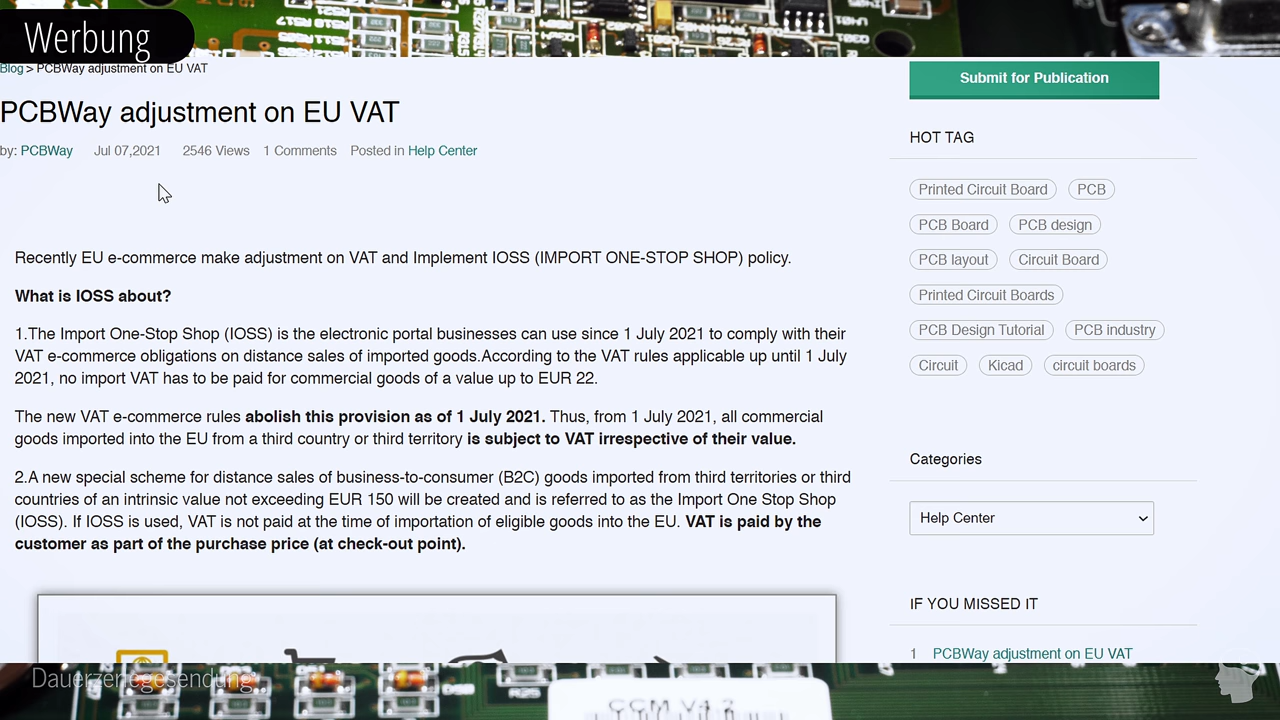 Werbung
Blog > PCBWay adjustment on EU VAT
PCBWay adjustment on EU VAT
by: PCBWay Jul 07,2021 2546 Views 1 Comments Posted in Help Center
Recently EU e-commerce make adjustment on VAT and Implement IOSS (IMPORT ONE-STOP SHOP) policy.
What is IOSS about?
1.The Import One-Stop Shop (IOSS) is the electronic portal businesses can use since 1 July 2021 to comply with their
VAT e-commerce obligations on distance sales of imported goods.According to the VAT rules applicable up until 1 July
2021, no import VAT has to be paid for commercial goods of a value up to EUR 22.
The new VAT e-commerce rules abolish this provision as of 1 July 2021. Thus, from 1 July 2021, all commercial
goods imported into the EU from a third country or third territory is subject to VAT irrespective of their value.
2.A new special scheme for distance sales of business-to-consumer (B2C) goods imported from third territories or third
countries of an intrinsic value not exceeding EUR 150 will be created and is referred to as the Import One Stop Shop
(IOSS). If IOSS is used, VAT is not paid at the time of importation of eligible goods into the EU. VAT is paid by the
customer as part of the purchase price (at check-out point).
Submit for Publication
HOT TAG
Printed Circuit Board PCB
PCB Board PCB design
PCB layout Circuit Board
Printed Circuit Boards
PCB Design Tutorial PCB industry
Circuit Kicad circuit boards
Categories
Help Center
IF YOU MISSED IT
1 PCBWay adjustment on EU VAT
Dauerzerlegesendung
R25